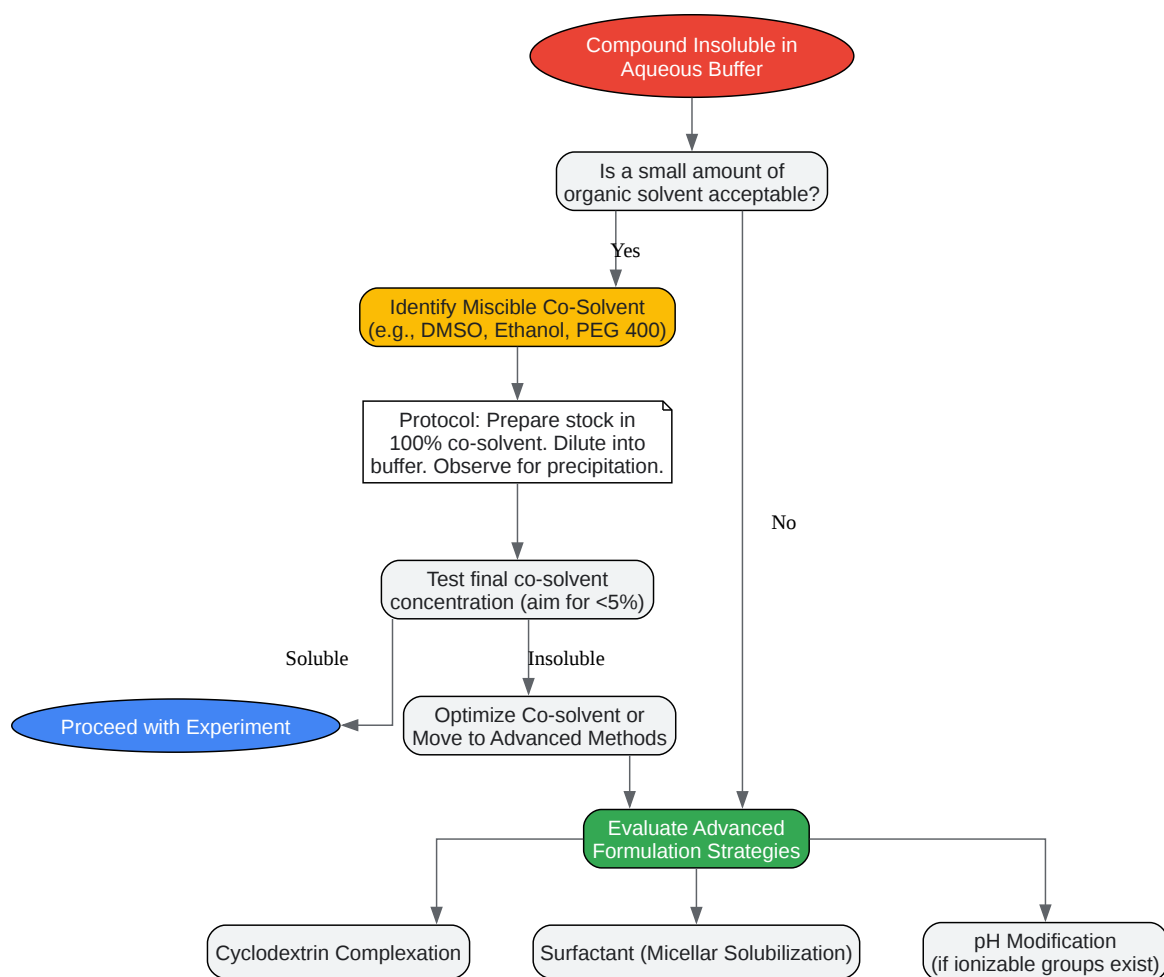 Compound Insoluble in
Aqueous Buffer
Is a small amount of
organic solvent acceptable?
Yes
Identify Miscible Co-Solvent
(e.g., DMSO, Ethanol, PEG 400)
Protocol: Prepare stock in
100% co-solvent. Dilute into
buffer. Observe for precipitation.
No
Test final co-solvent
concentration (aim for <5%)
Soluble
Insoluble
Proceed with Experiment
Optimize Co-solvent or
Move to Advanced Methods
Evaluate Advanced
Formulation Strategies
Cyclodextrin Complexation
Surfactant (Micellar Solubilization)
pH Modification
(if ionizable groups exist)